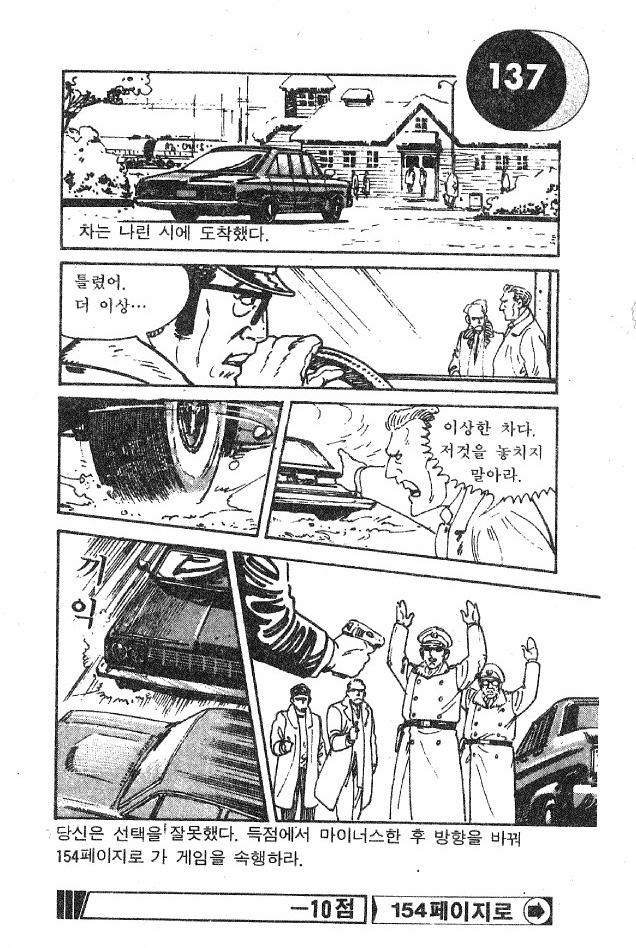 137
차는 나린 시에 도착했다.
틀렸어.
더 이상…
이상한 차다.
저것을 놓치지
말아라.
끼
익
당신은 선택을 잘못했다. 득점에서 마이너스한 후 방향을 바꿔
154페이지로 가 게임을 속행하라.
—10점
154페이지로